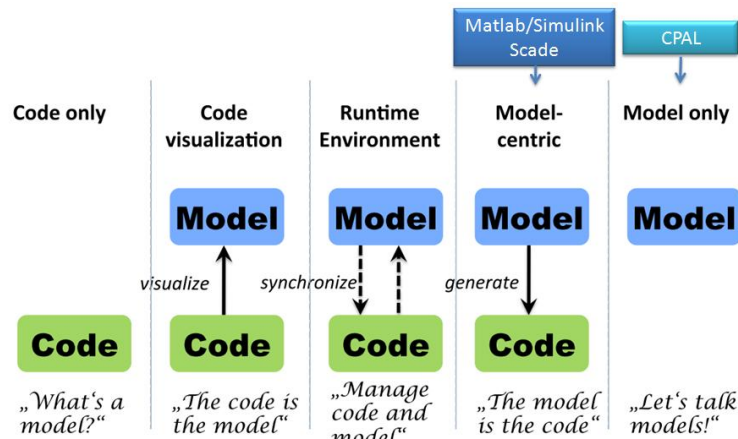 Matlab/Simulink
Scade
CPAL
Code only
Code
visualization
Runtime
Environment
Model-
centric
Model only
Model
Model
Model
Model
visualize
synchronize
generate
Code
Code
Code
Code
„What's a
model?“
„The code is
the model“
„Manage
code and
model“
„The model
is the code“
„Let's talk
models!“